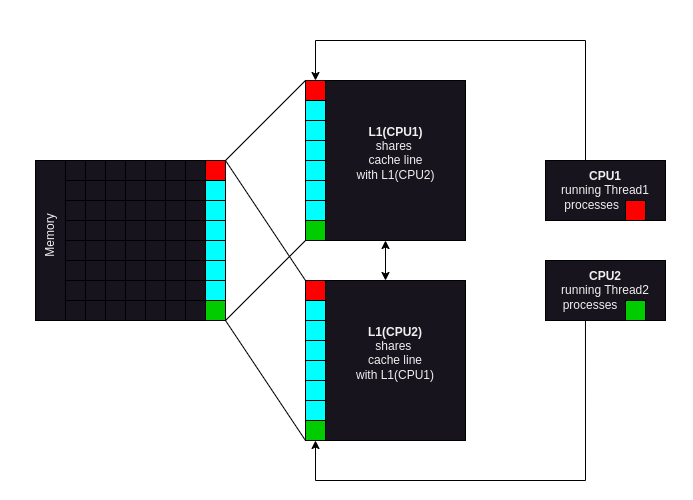 Memory
L1(CPU1)
shares
cache line
with L1(CPU2)
L1(CPU2)
shares
cache line
with L1(CPU1)
CPU1
running Thread1
processes
CPU2
running Thread2
processes